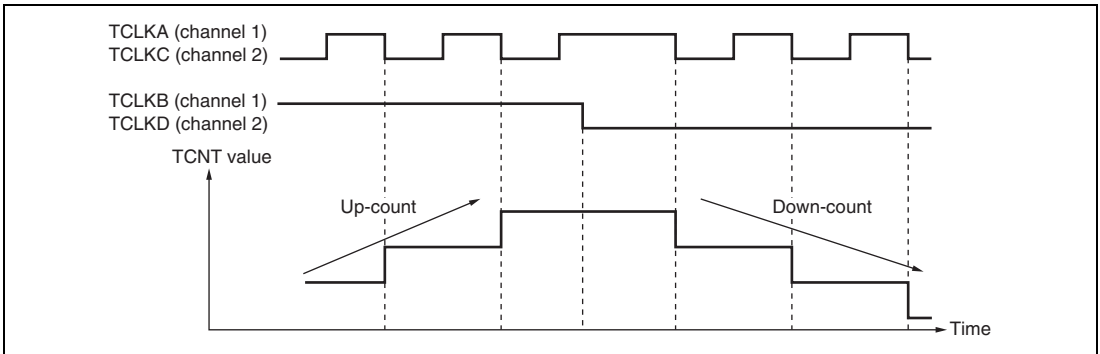 TCLKA (channel 1)
TCLKC (channel 2)
TCLKB (channel 1)
TCLKD (channel 2)
TCNT value
Up-count
Down-count
Time